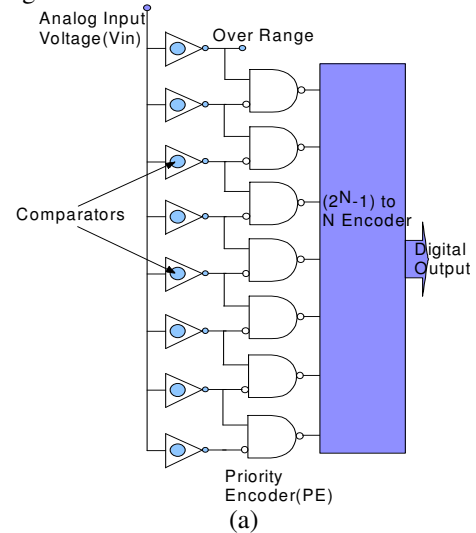 Analog Input
Voltage(Vin)
Over Range
(2N-1) to
N Encoder
Comparators
Digital
Output
Priority
Encoder(PE)
(a)